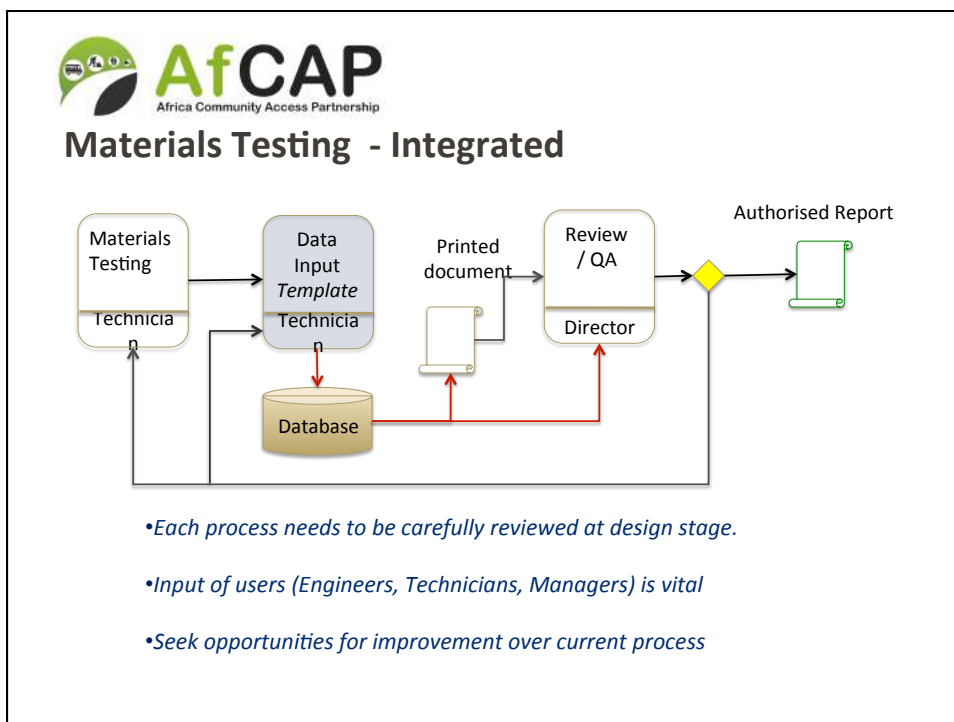 AfCAP
Africa Community Access Partnership
Materials Testing - Integrated
Authorised Report
Materials
Testing
Technicia
n
Data
Input
Template
Technicia
n
Printed
document
Review
/ QA
Director
Database
•Each process needs to be carefully reviewed at design stage.
•Input of users (Engineers, Technicians, Managers) is vital
•Seek opportunities for improvement over current process